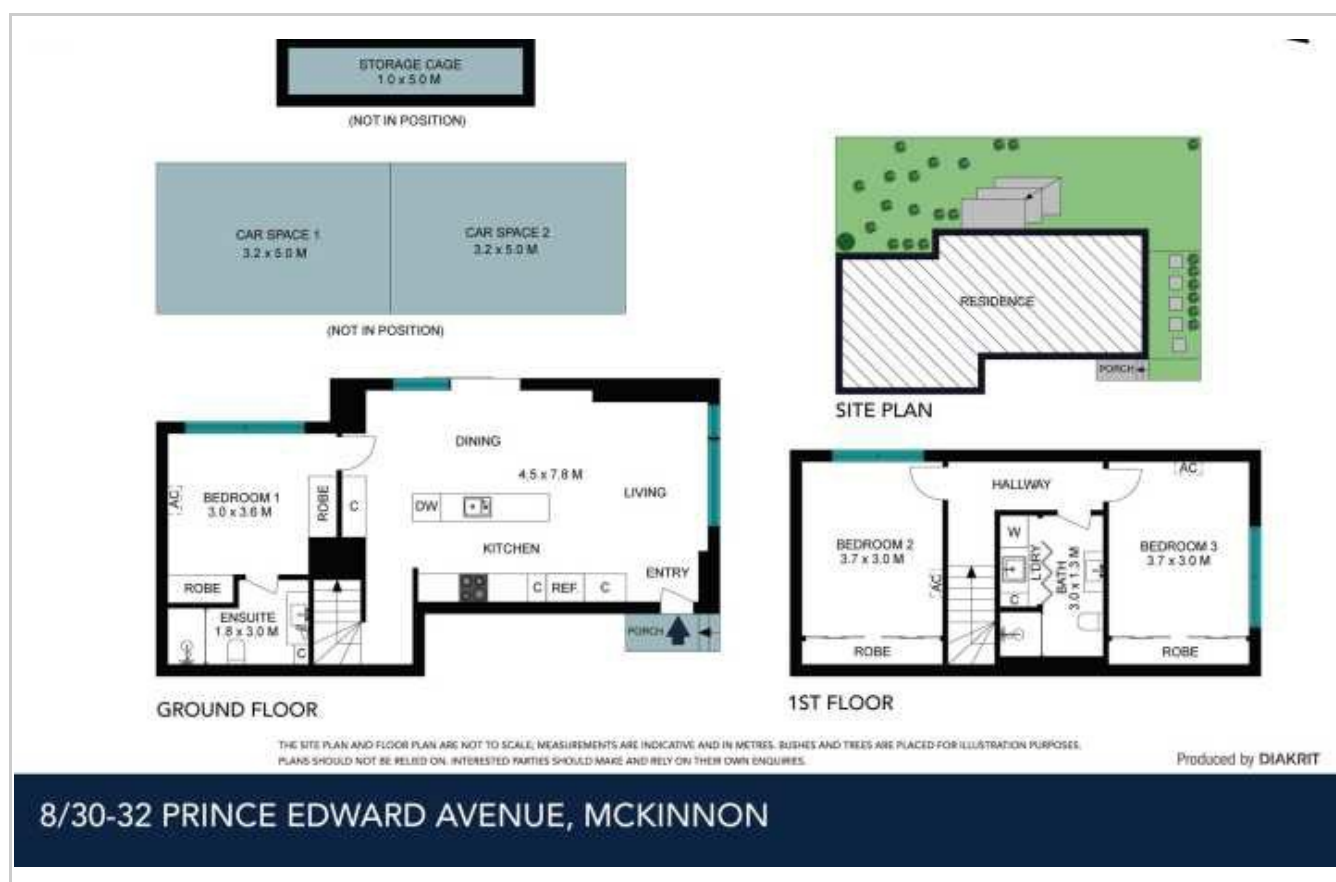 STORAGE CAGE
1.0 x 5.0 M
(NOT IN POSITION)
CAR SPACE 1
3.2 x 5.0 M
CAR SPACE 2
3.2 x 5.0 M
(NOT IN POSITION)
RESIDENCE
PORCH
SITE PLAN
DINING
4.5 x 7.8 M
LIVING
AC
BEDROOM 1
3.0 x 3.6 M
ROBE
C
DW
KITCHEN
ENTRY
C
REF.
C
ROBE
ENSUITE
1.8 x 3.0 M
C
PORCH
GROUND FLOOR
AC
HALLWAY
BEDROOM 2
3.7 x 3.0 M
AC
W
L'DRY
C
BATH
3.0 x 1.3 M
BEDROOM 3
3.7 x 3.0 M
ROBE
ROBE
1ST FLOOR
THE SITE PLAN AND FLOOR PLAN ARE NOT TO SCALE; MEASUREMENTS ARE INDICATIVE AND IN METRES. BUSHES AND TREES ARE PLACED FOR ILLUSTRATION PURPOSES.
PLANS SHOULD NOT BE RELIED ON. INTERESTED PARTIES SHOULD MAKE AND RELY ON THEIR OWN ENQUIRIES.
Produced by DIAKRIT
8/30-32 PRINCE EDWARD AVENUE, MCKINNON